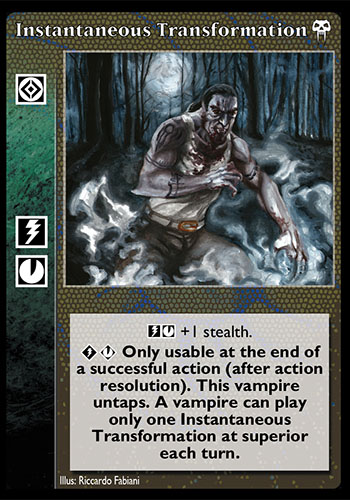 Instantaneous Transformation
+1 stealth.
Only usable at the end
of a successful action (after action
resolution). This vampire
untaps. A vampire can play
only one Instantaneous
Transformation at superior
each turn.
Illus: Riccardo Fabiani